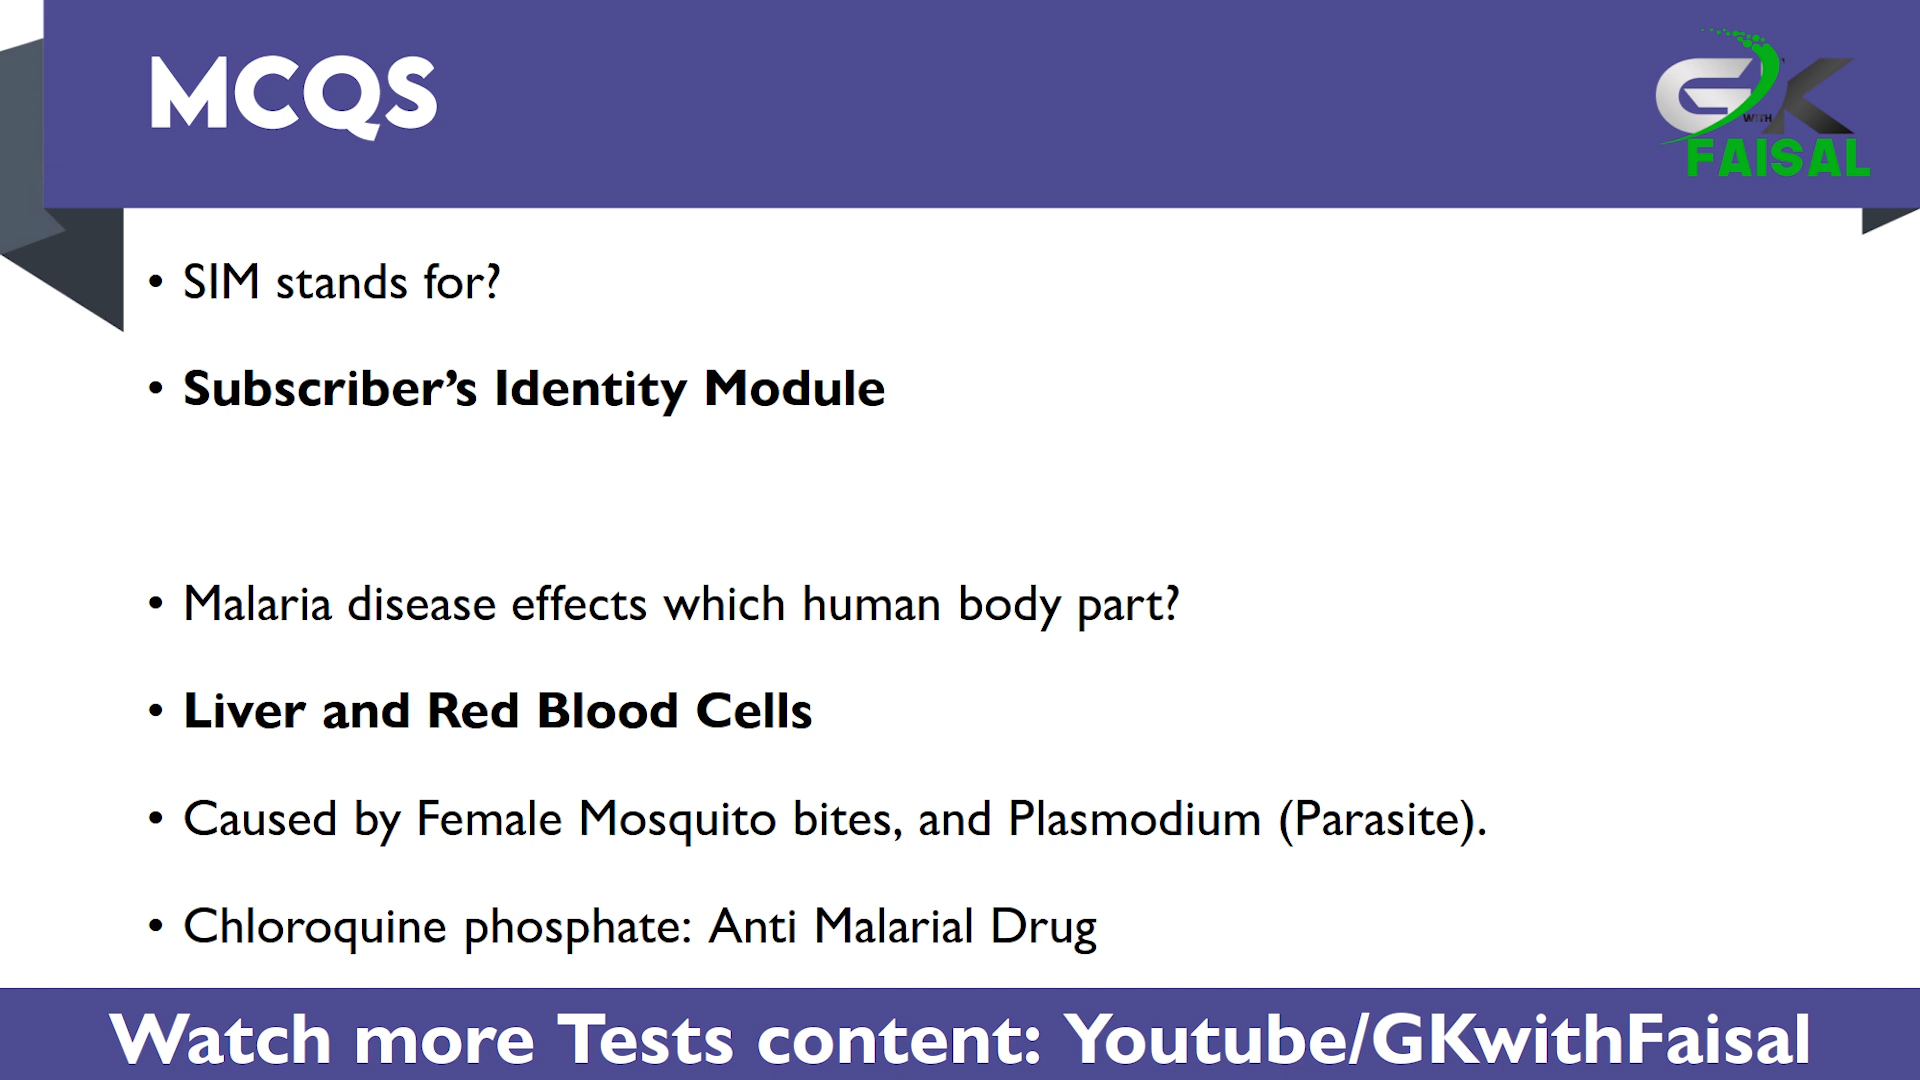 MCQS
GK
WITH
FAISAL
• SIM stands for?
• Subscriber’s Identity Module
• Malaria disease effects which human body part?
• Liver and Red Blood Cells
• Caused by Female Mosquito bites, and Plasmodium (Parasite).
• Chloroquine phosphate: Anti Malarial Drug
Watch more Tests content: Youtube/GKwithFaisal